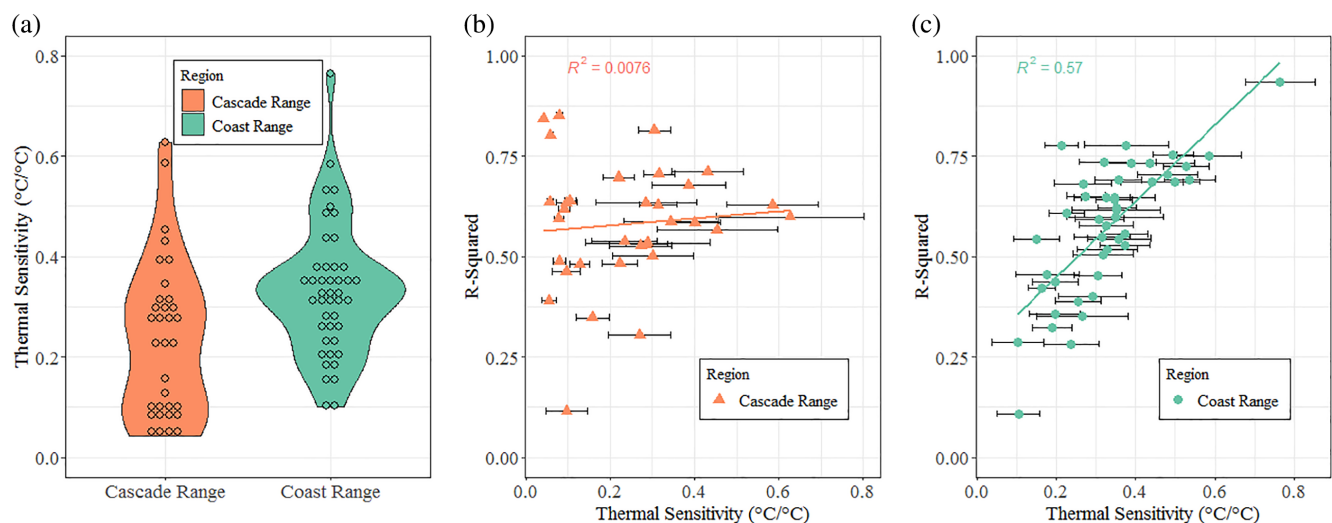 (a)
Thermal Sensitivity (°C/°C)
0.8
0.6
0.4
0.2
0.0
Region
Cascade Range
Coast Range
Cascade Range
Coast Range
(b)
R-Squared
1.00
0.75
0.50
0.25
0.00
R² = 0.0076
Region
Cascade Range
0.0 0.2 0.4 0.6 0.8
Thermal Sensitivity (°C/°C)
(c)
R-Squared
1.00
0.75
0.50
0.25
0.00
R² = 0.57
Region
Coast Range
0.0 0.2 0.4 0.6 0.8
Thermal Sensitivity (°C/°C)